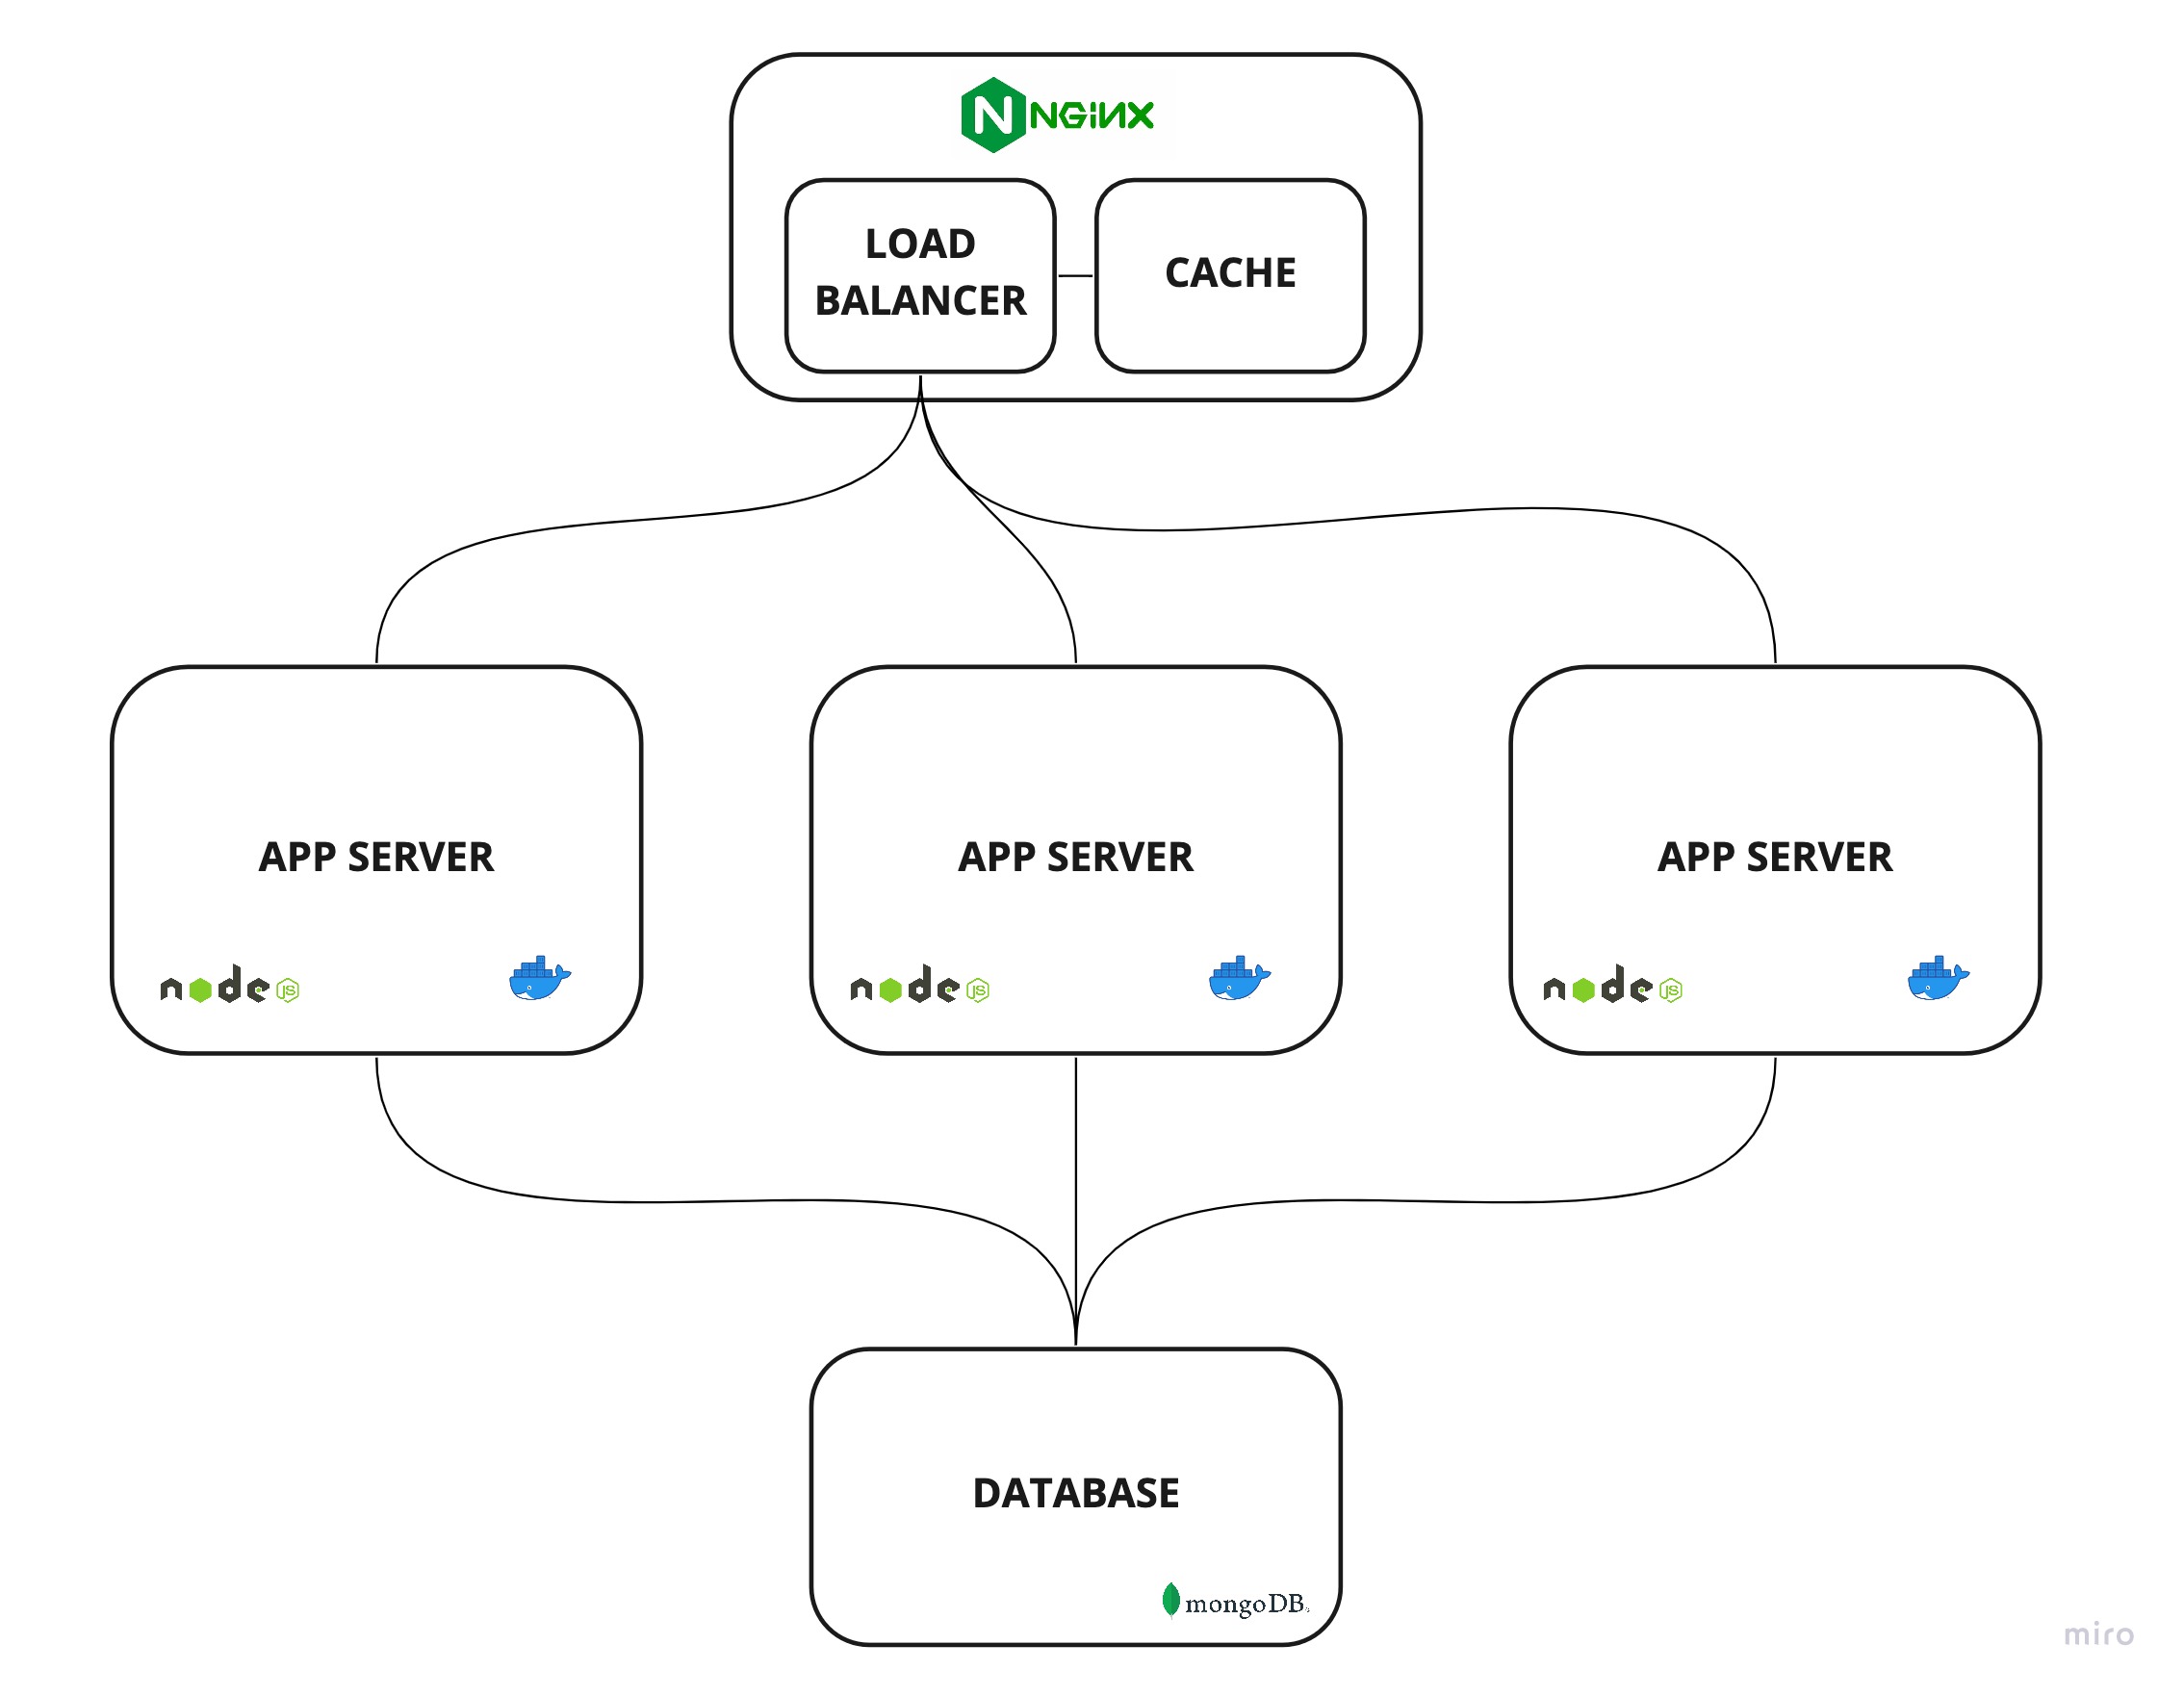 NGINX
LOAD
BALANCER
CACHE
APP SERVER
APP SERVER
APP SERVER
node JS
node JS
node JS
DATABASE
mongoDB
miro